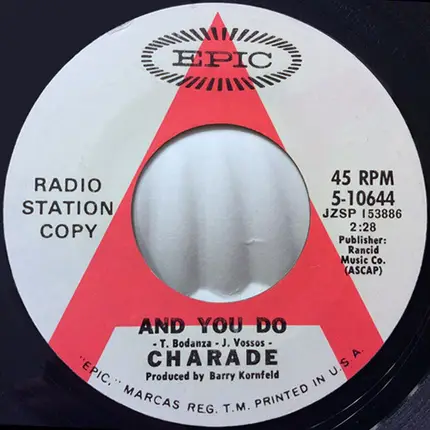 EPIC
RADIO
STATION
COPY
45 RPM
5-10644
JZSP 153886
2:28
Publisher:
Rancid
Music Co.
(ASCAP)
AND YOU DO
- T. Bodanza - J. Vossos -
CHARADE
Produced by Barry Kornfeld
"EPIC," MARCAS REG. T.M. PRINTED IN U.S.A.